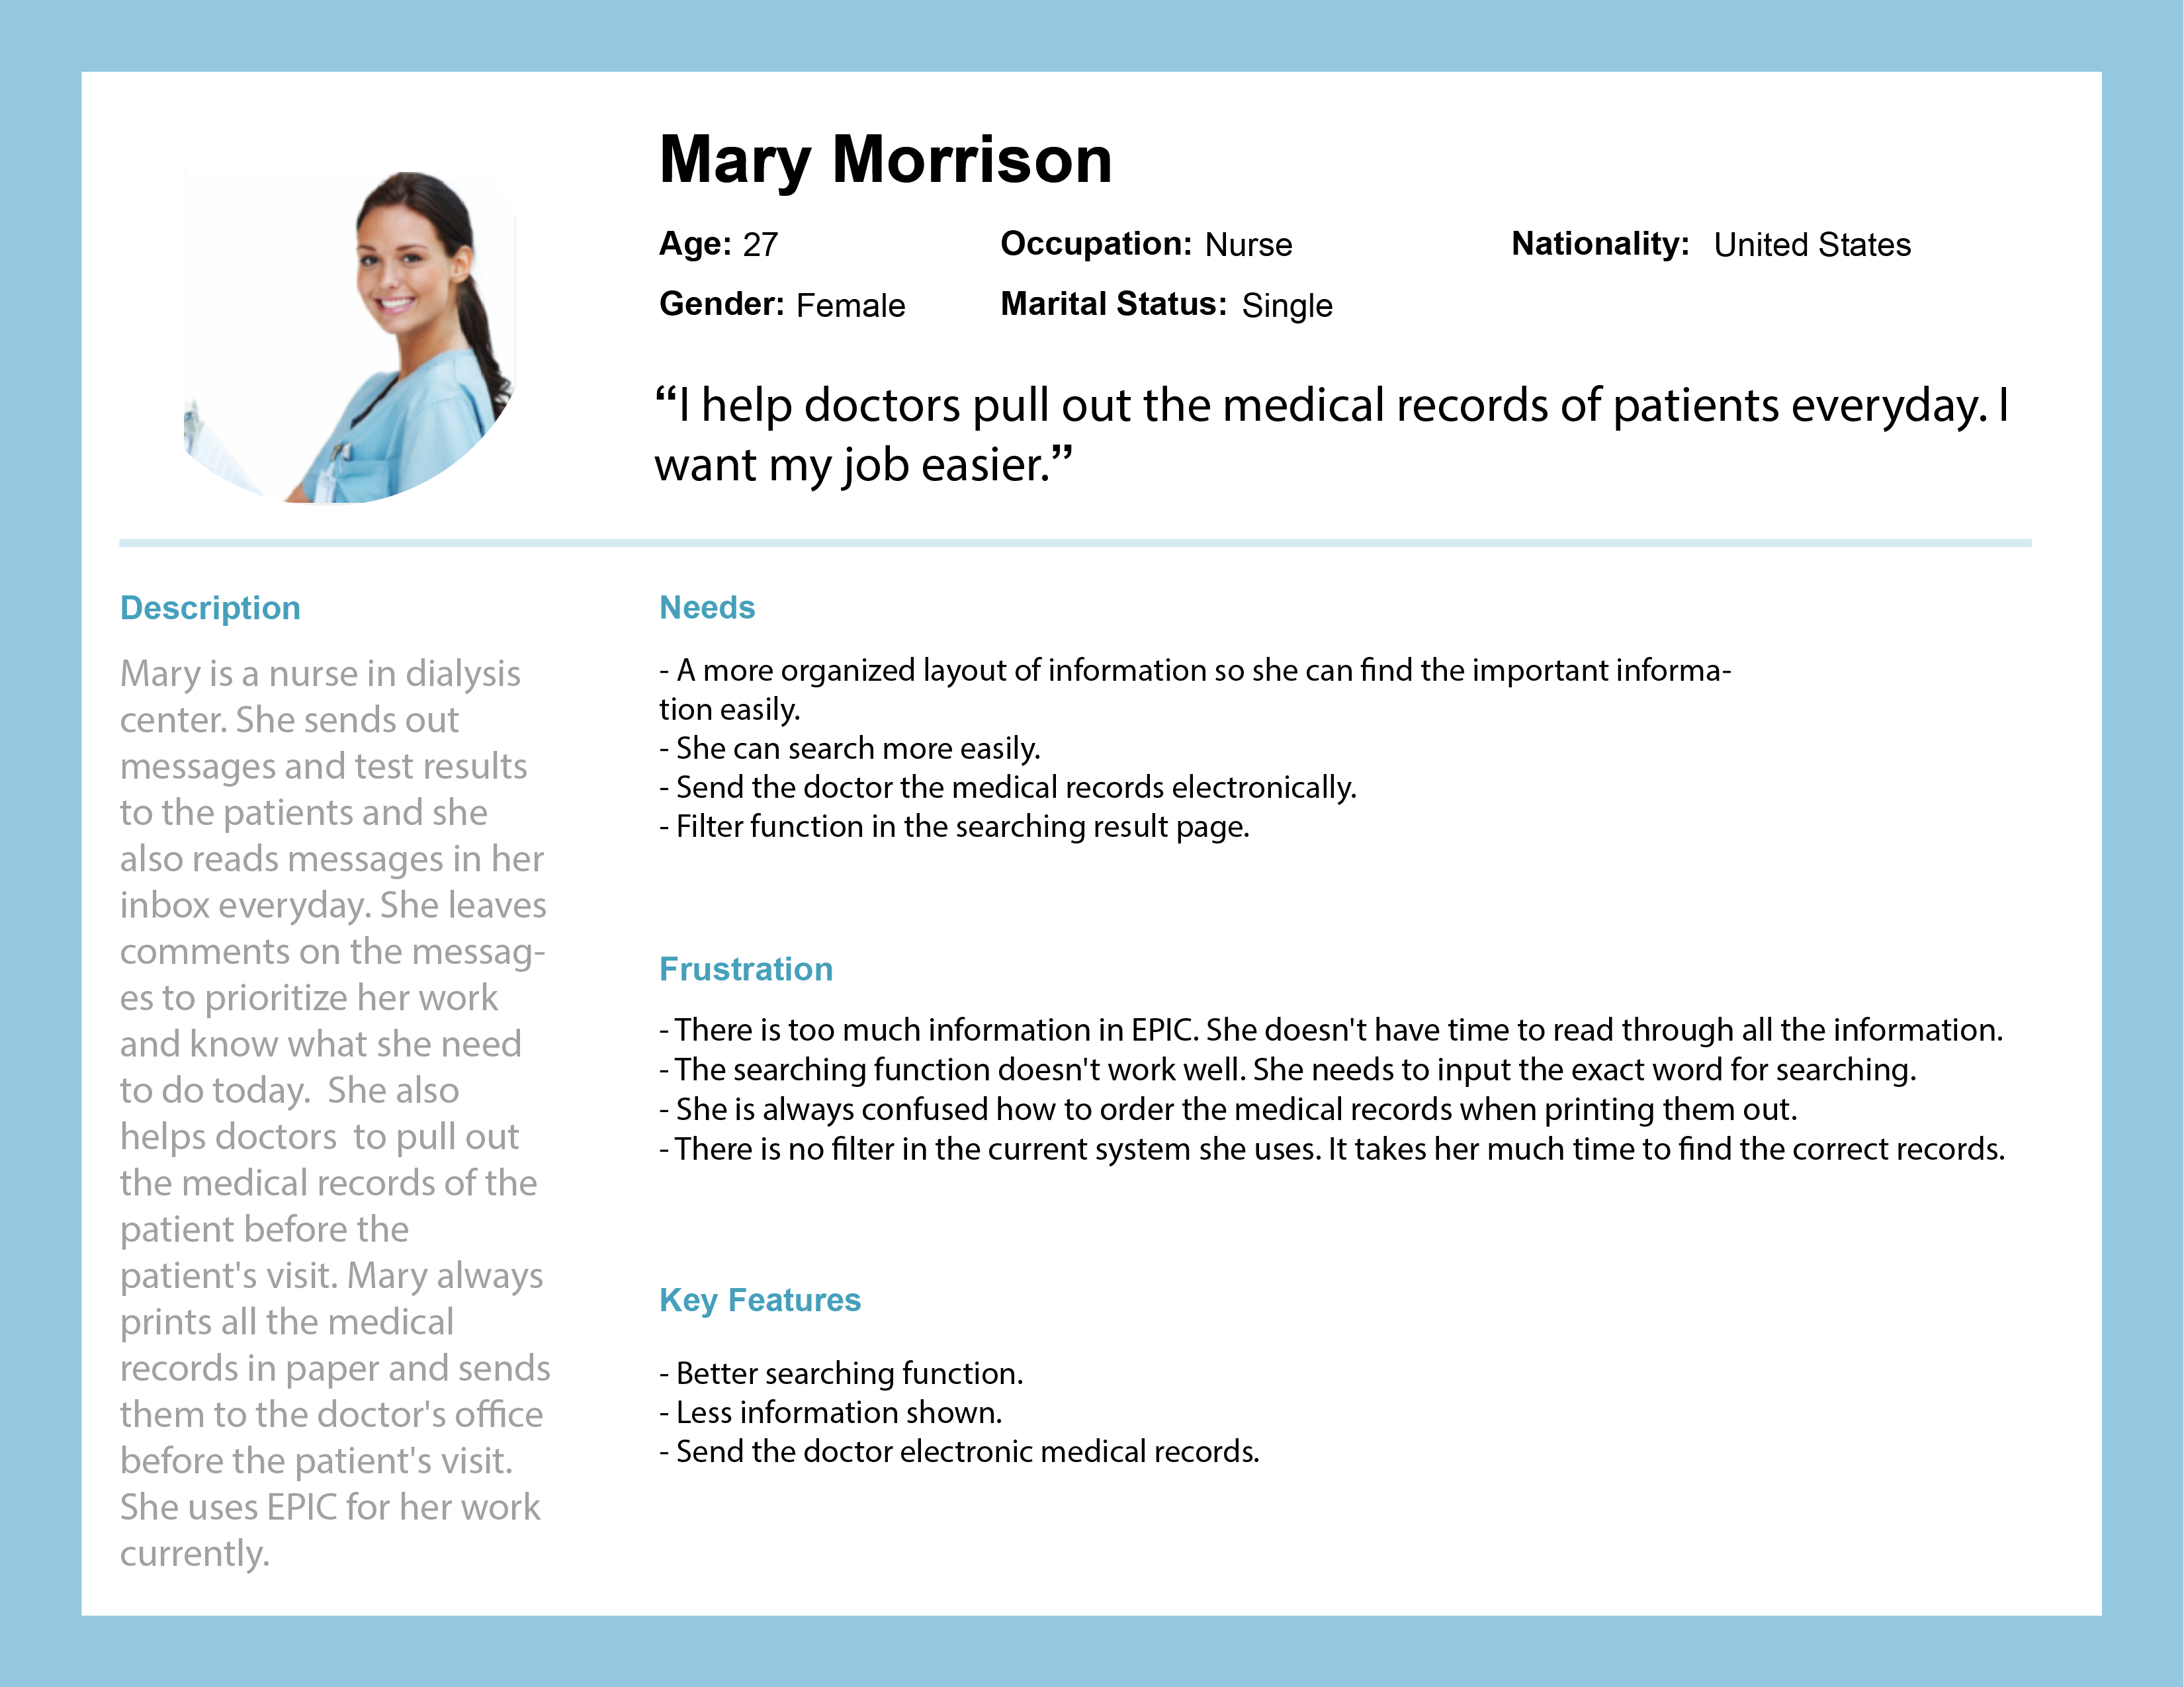 Mary Morrison
Age: 27 Occupation: Nurse Nationality: United States
Gender: Female Marital Status: Single
“I help doctors pull out the medical records of patients everyday. I
want my job easier.”
Description
Mary is a nurse in dialysis
center. She sends out
messages and test results
to the patients and she
also reads messages in her
inbox everyday. She leaves
comments on the messag-
es to prioritize her work
and know what she need
to do today.  She also
helps doctors  to pull out
the medical records of the
patient before the
patient's visit. Mary always
prints all the medical
records in paper and sends
them to the doctor's office
before the patient's visit.
She uses EPIC for her work
currently.
Needs
- A more organized layout of information so she can find the important informa-
tion easily.
- She can search more easily.
- Send the doctor the medical records electronically.
- Filter function in the searching result page.
Frustration
- There is too much information in EPIC. She doesn't have time to read through all the information.
- The searching function doesn't work well. She needs to input the exact word for searching.
- She is always confused how to order the medical records when printing them out.
- There is no filter in the current system she uses. It takes her much time to find the correct records.
Key Features
- Better searching function.
- Less information shown.
- Send the doctor electronic medical records.